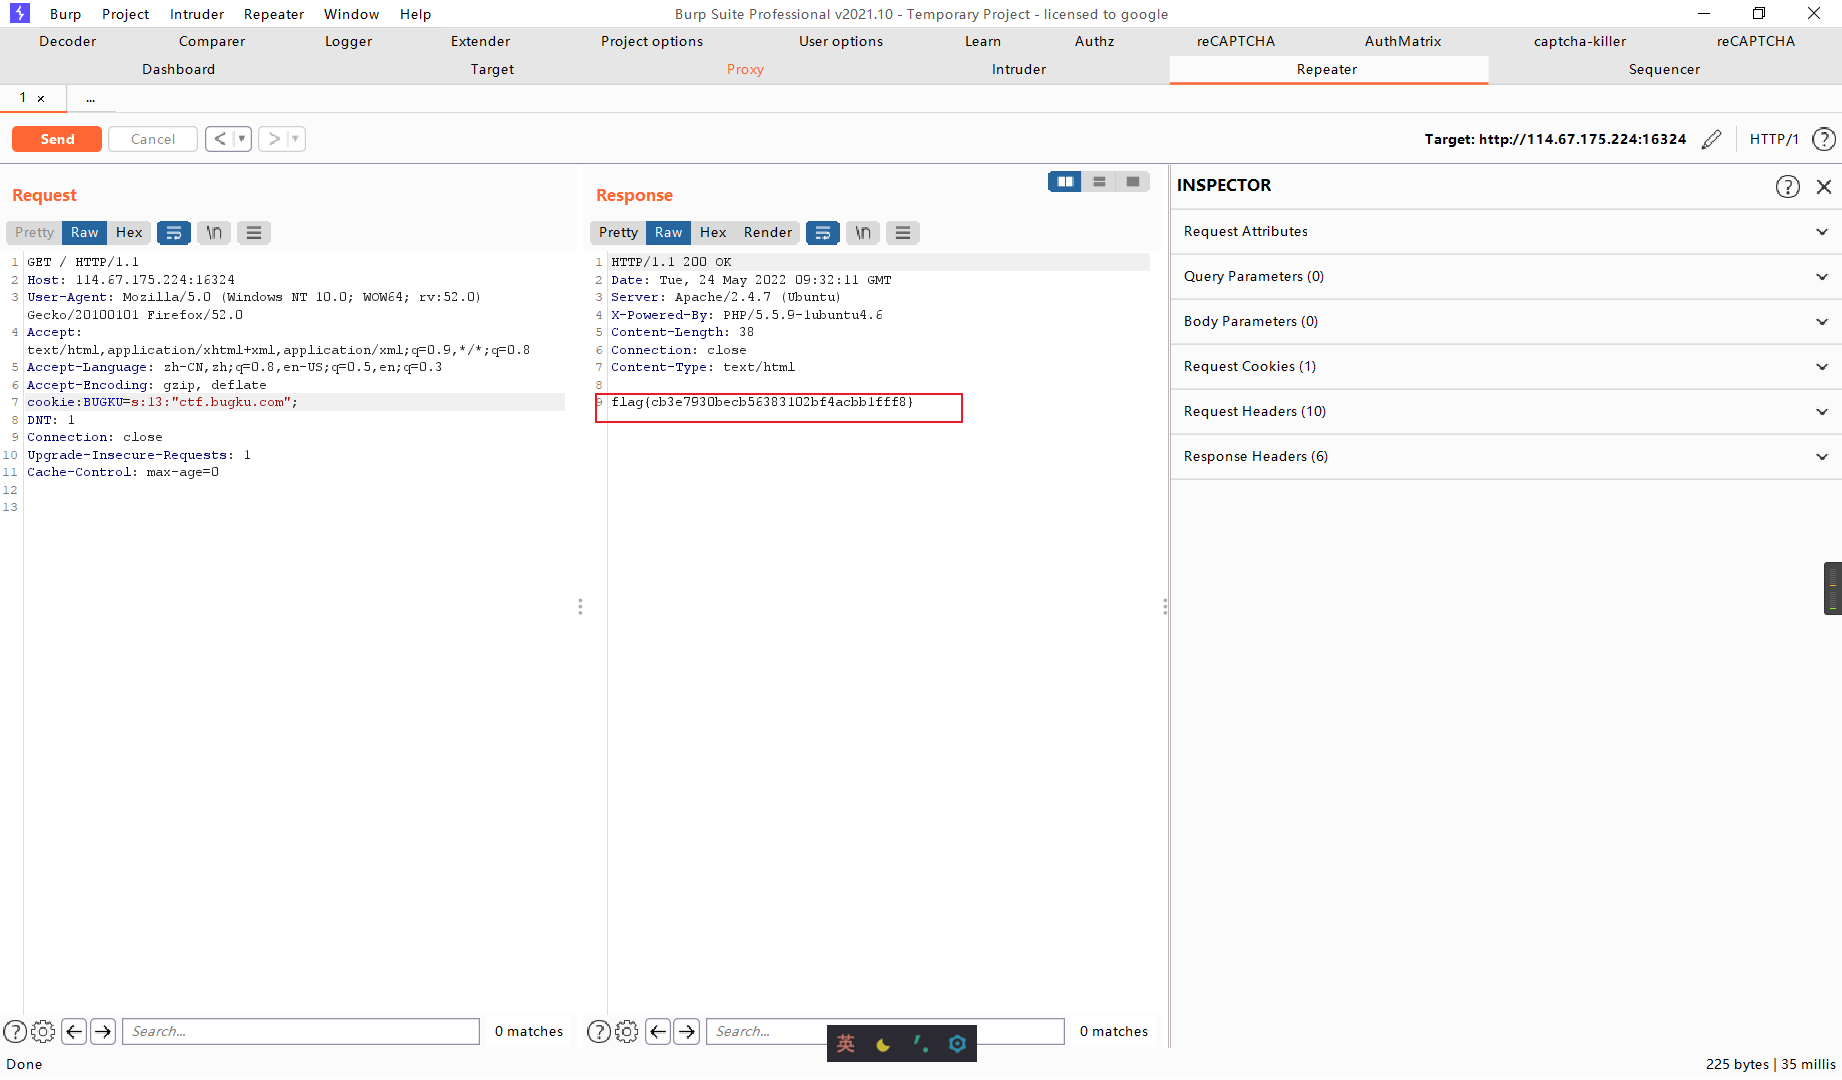 Burp Project Intruder Repeater Window Help Burp Suite Professional v2021.10 - Temporary Project - licensed to google
Decoder Comparer Logger Extender Project options User options Learn Authz reCAPTCHA AuthMatrix captcha-killer reCAPTCHA
Dashboard Target Proxy Intruder Repeater Sequencer
1 × ...
Send Cancel < > Target: http://114.67.175.224:16324 HTTP/1 ?
Request
Pretty Raw Hex \n
1 GET / HTTP/1.1
2 Host: 114.67.175.224:16324
3 User-Agent: Mozilla/5.0 (Windows NT 10.0; WOW64; rv:52.0)
Gecko/20100101 Firefox/52.0
4 Accept:
text/html,application/xhtml+xml,application/xml;q=0.9,*/*;q=0.8
5 Accept-Language: zh-CN,zh;q=0.8,en-US;q=0.5,en;q=0.3
6 Accept-Encoding: gzip, deflate
7 cookie:BUGKU=s:13:"ctf.bugku.com";
8 DNT: 1
9 Connection: close
10 Upgrade-Insecure-Requests: 1
11 Cache-Control: max-age=0
12
13
Response
Pretty Raw Hex Render \n
1 HTTP/1.1 200 OK
2 Date: Tue, 24 May 2022 09:32:11 GMT
3 Server: Apache/2.4.7 (Ubuntu)
4 X-Powered-By: PHP/5.5.9-1ubuntu4.6
5 Content-Length: 38
6 Connection: close
7 Content-Type: text/html
8
9 flag{cb3e7930becb56383102bf4acbb1fff8}
INSPECTOR ?
Request Attributes
Query Parameters (0)
Body Parameters (0)
Request Cookies (1)
Request Headers (10)
Response Headers (6)
? Search... 0 matches
? Search... 0 matches
英
Done 225 bytes | 35 millis